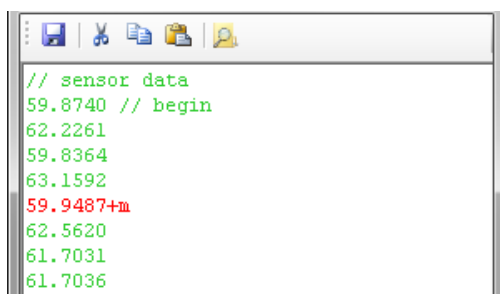 // sensor data
59.8740 // begin
62.2261
59.8364
63.1592
59.9487+m
62.5620
61.7031
61.7036